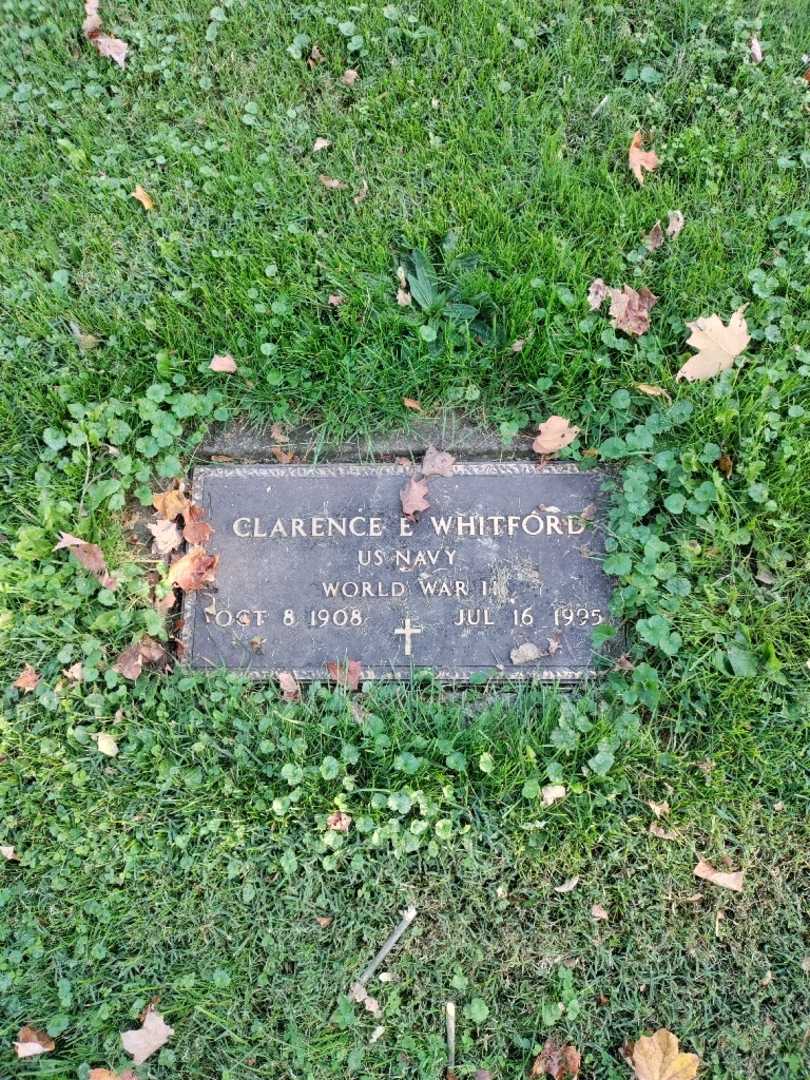 CLARENCE E WHITFORD
US NAVY
WORLD WAR II
OCT 8 1908 JUL 16 1995